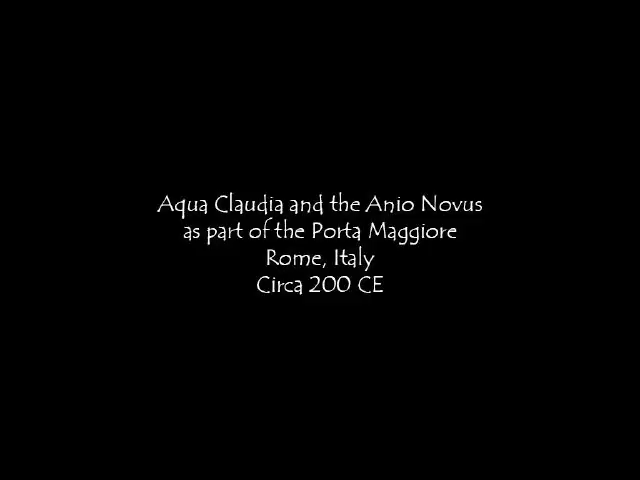 Aqua Claudia and the Anio Novus
as part of the Porta Maggiore
Rome, Italy
Circa 200 CE